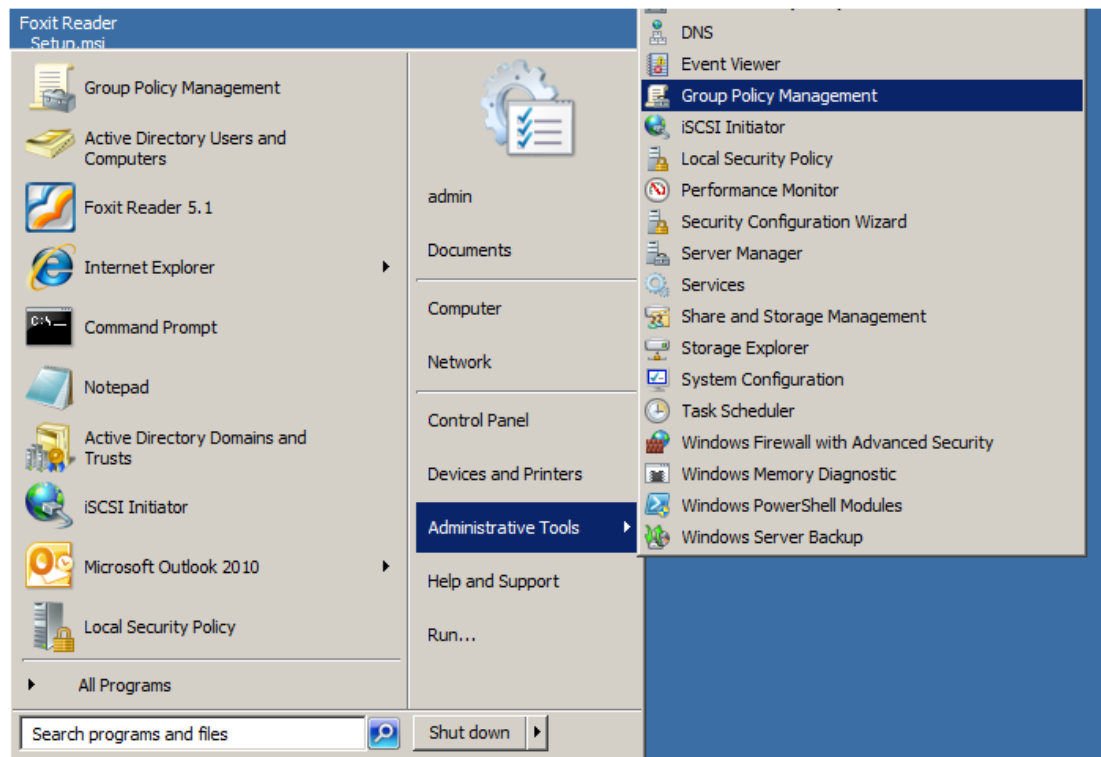 Foxit Reader
Setup.msi
Group Policy Management
Active Directory Users and
Computers
Foxit Reader 5.1
Internet Explorer
Command Prompt
Notepad
Active Directory Domains and
Trusts
iSCSI Initiator
Microsoft Outlook 2010
Local Security Policy
All Programs
Search programs and files
admin
Documents
Computer
Network
Control Panel
Devices and Printers
Administrative Tools
Help and Support
Run...
Shut down
DNS
Event Viewer
Group Policy Management
iSCSI Initiator
Local Security Policy
Performance Monitor
Security Configuration Wizard
Server Manager
Services
Share and Storage Management
Storage Explorer
System Configuration
Task Scheduler
Windows Firewall with Advanced Security
Windows Memory Diagnostic
Windows PowerShell Modules
Windows Server Backup